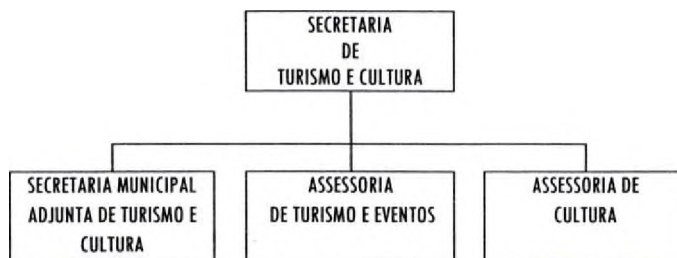 SECRETARIA
DE
TURISMO E CULTURA
SECRETARIA MUNICIPAL
ADJUNTA DE TURISMO E
CULTURA
ASSESSORIA
DE TURISMO E EVENTOS
ASSESSORIA DE
CULTURA